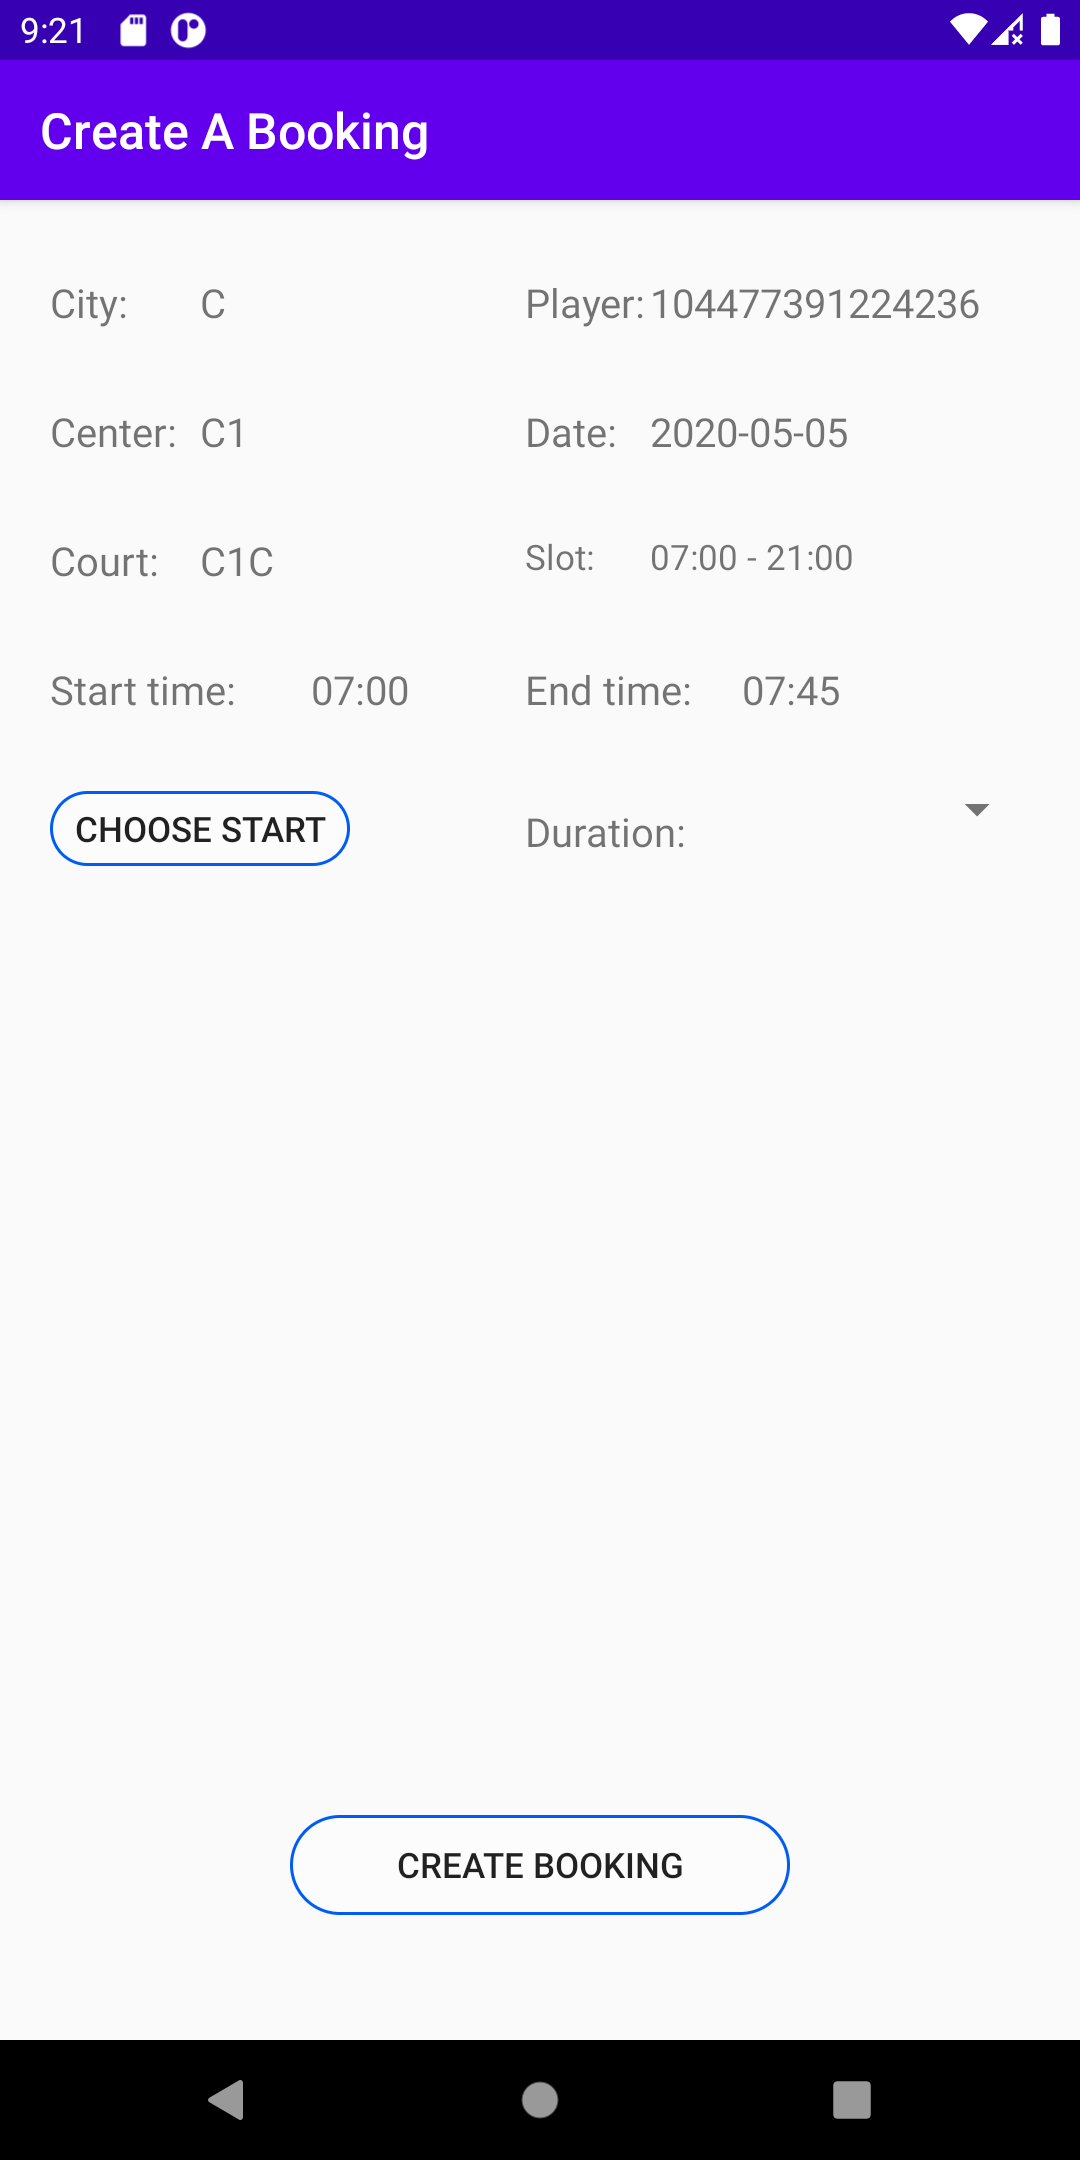 9:21
Create A Booking
City: C Player: 104477391224236
Center: C1 Date: 2020-05-05
Court: C1C Slot: 07:00 - 21:00
Start time: 07:00 End time: 07:45
CHOOSE START Duration:
CREATE BOOKING